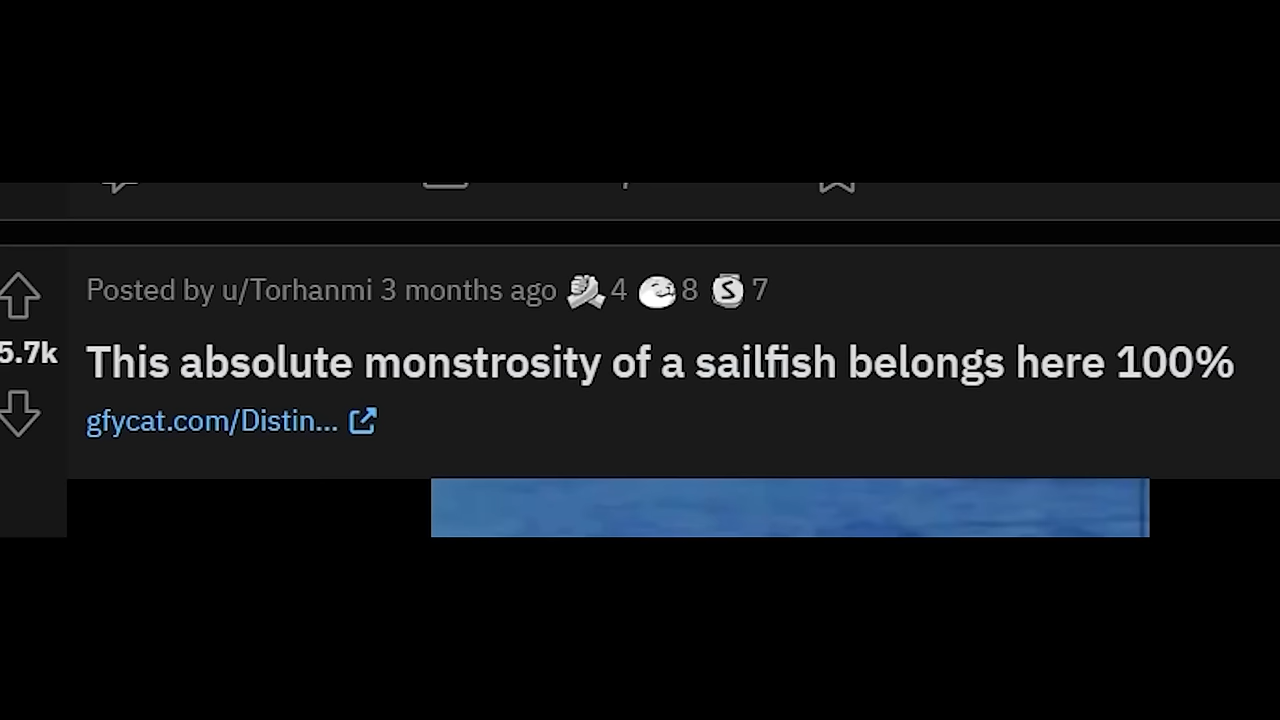 Posted by u/Torhanmi 3 months ago 4 8 S 7
5.7k
This absolute monstrosity of a sailfish belongs here 100%
gfycat.com/Distin...